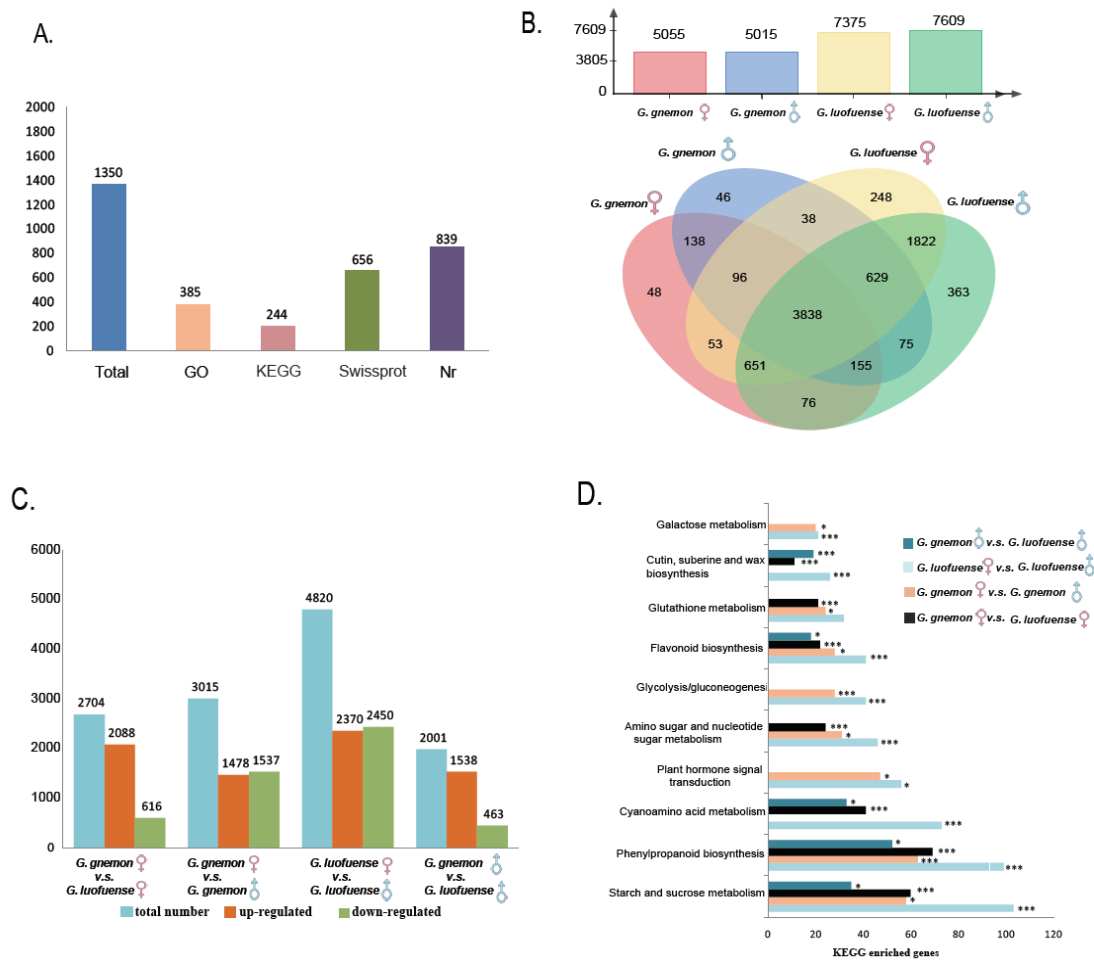 A.
2000
1800
1600
1400
1200
1000
800
600
400
200
0
1350
385
244
656
839
Total GO KEGG Swissprot Nr
B.
7609
3805
0
5055 5015 7375 7609
G. gnemon ♀ G. gnemon ♂ G. luofuense ♀ G. luofuense ♂
G. gnemon ♂ G. luofuense ♀
G. gnemon ♀ G. luofuense ♂
46 248
38
138 1822
96 629
48 363
3838
53 75
651 155
76
C.
6000
5000
4000
3000
2000
1000
0
2704 2088 616
3015 1478 1537
4820 2370 2450
2001 1538 463
G. gnemon ♀
v.s.
G. luofuense ♀
G. gnemon ♀
v.s.
G. gnemon ♂
G. luofuense ♀
v.s.
G. luofuense ♂
G. gnemon ♂
v.s.
G. luofuense ♂
total number up-regulated down-regulated
D.
Galactose metabolism
*
***
Cutin, suberine and wax
biosynthesis
***
***
***
Glutathione metabolism
***
*
Flavonoid biosynthesis
*
***
*
***
Glycolysis/gluconeogenesi
***
***
Amino sugar and nucleotide
sugar metabolism
***
*
***
Plant hormone signal
transduction
*
*
Cyanoamino acid metabolism
*
***
***
Phenylpropanoid biosynthesis
*
***
***
***
Starch and sucrose metabolism
*
***
*
***
0 20 40 60 80 100 120
KEGG enriched genes
G. gnemon ♂ v.s. G. luofuense ♂
G. luofuense ♀ v.s. G. luofuense ♂
G. gnemon ♀ v.s. G. gnemon ♂
G. gnemon ♀ v.s. G. luofuense ♀